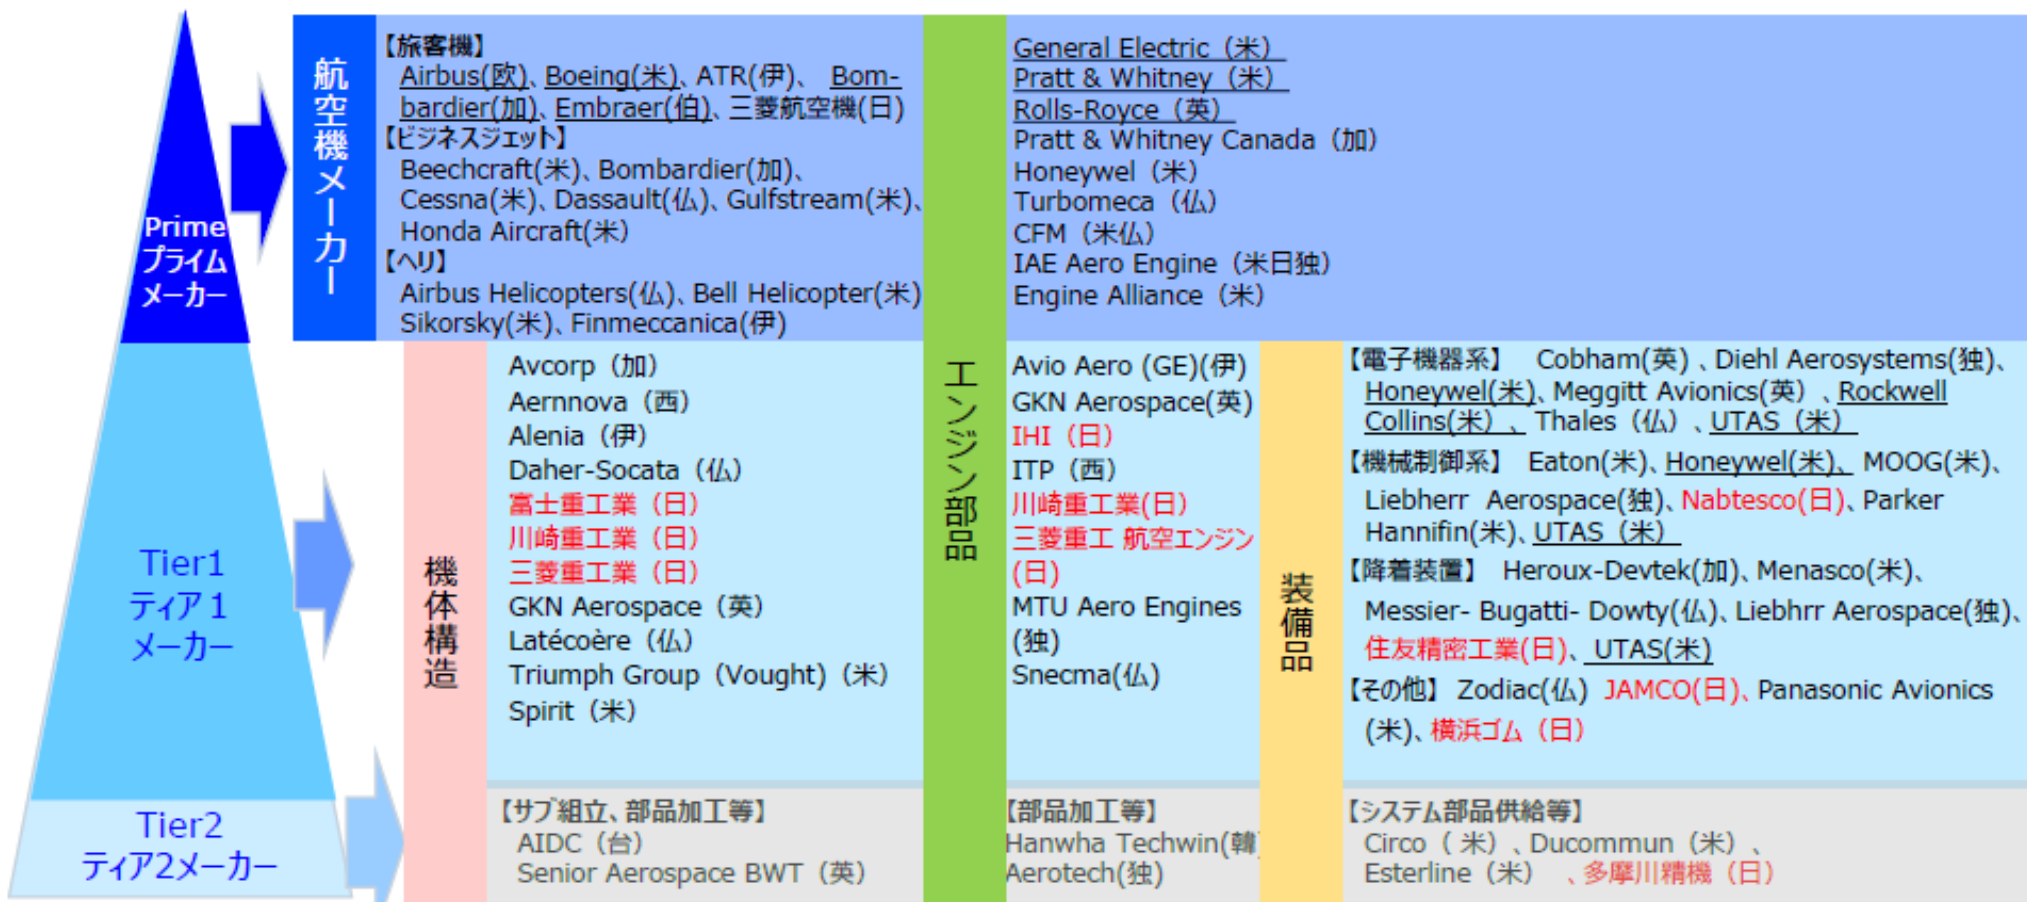 Prime
プライム
メーカー
Tier1
ティア１
メーカー
Tier2
ティア2メーカー
航空機メーカー
【旅客機】
Airbus(欧)、Boeing(米)、ATR(伊)、 Bom-
bardier(加)、Embraer(伯)、三菱航空機(日)
【ビジネスジェット】
Beechcraft(米)、Bombardier(加)、
Cessna(米)、Dassault(仏)、Gulfstream(米)、
Honda Aircraft(米)
【ヘリ】
Airbus Helicopters(仏)、Bell Helicopter(米)
Sikorsky(米)、Finmeccanica(伊)
エンジン部品
General Electric（米）
Pratt & Whitney（米）
Rolls-Royce（英）
Pratt & Whitney Canada（加）
Honeywel（米）
Turbomeca（仏）
CFM（米仏）
IAE Aero Engine（米日独）
Engine Alliance（米）
機体構造
Avcorp（加）
Aernnova（西）
Alenia（伊）
Daher-Socata（仏）
富士重工業（日）
川崎重工業（日）
三菱重工業（日）
GKN Aerospace（英）
Latécoère（仏）
Triumph Group（Vought）（米）
Spirit（米）
Avio Aero (GE)(伊)
GKN Aerospace(英)
IHI（日）
ITP（西）
川崎重工業(日)
三菱重工 航空エンジン
(日)
MTU Aero Engines
(独)
Snecma(仏)
装備品
【電子機器系】 Cobham(英) 、Diehl Aerosystems(独)、
Honeywel(米)、Meggitt Avionics(英) 、Rockwell
Collins(米) 、Thales（仏）、UTAS（米）
【機械制御系】 Eaton(米)、Honeywel(米)、MOOG(米)、
Liebherr Aerospace(独)、Nabtesco(日)、Parker
Hannifin(米)、UTAS（米）
【降着装置】 Heroux-Devtek(加)、Menasco(米)、
Messier- Bugatti- Dowty(仏)、Liebhrr Aerospace(独)、
住友精密工業(日)、UTAS(米)
【その他】 Zodiac(仏) JAMCO(日)、Panasonic Avionics
(米)、横浜ゴム（日）
【サブ組立、部品加工等】
AIDC（台）
Senior Aerospace BWT（英）
【部品加工等】
Hanwha Techwin(韓)
Aerotech(独)
【システム部品供給等】
Circo（ 米）、Ducommun（米）、
Esterline（米） 、多摩川精機（日）